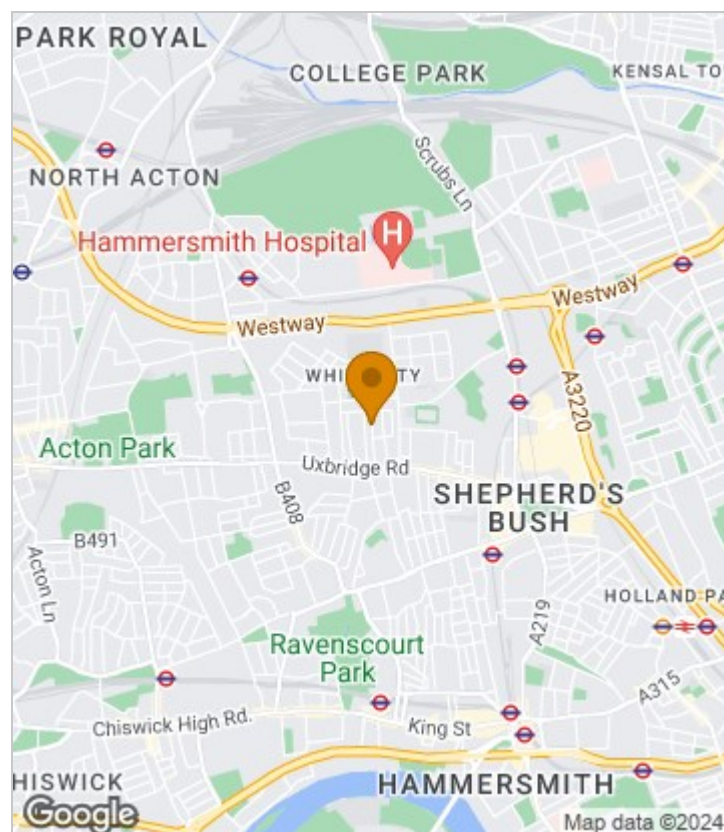 PARK ROYAL
COLLEGE PARK
KENSAL TO
Scrubs Ln
NORTH ACTON
Hammersmith Hospital
H
Westway
Westway
WHI TY
A3220
Acton Park
Uxbridge Rd
SHEPHERD'S
BUSH
B408
B491
Acton Ln
HOLLAND PA
A219
Ravenscourt
Park
A315
Chiswick High Rd.
King St
HISWICK
HAMMERSMITH
Google
Map data ©2024